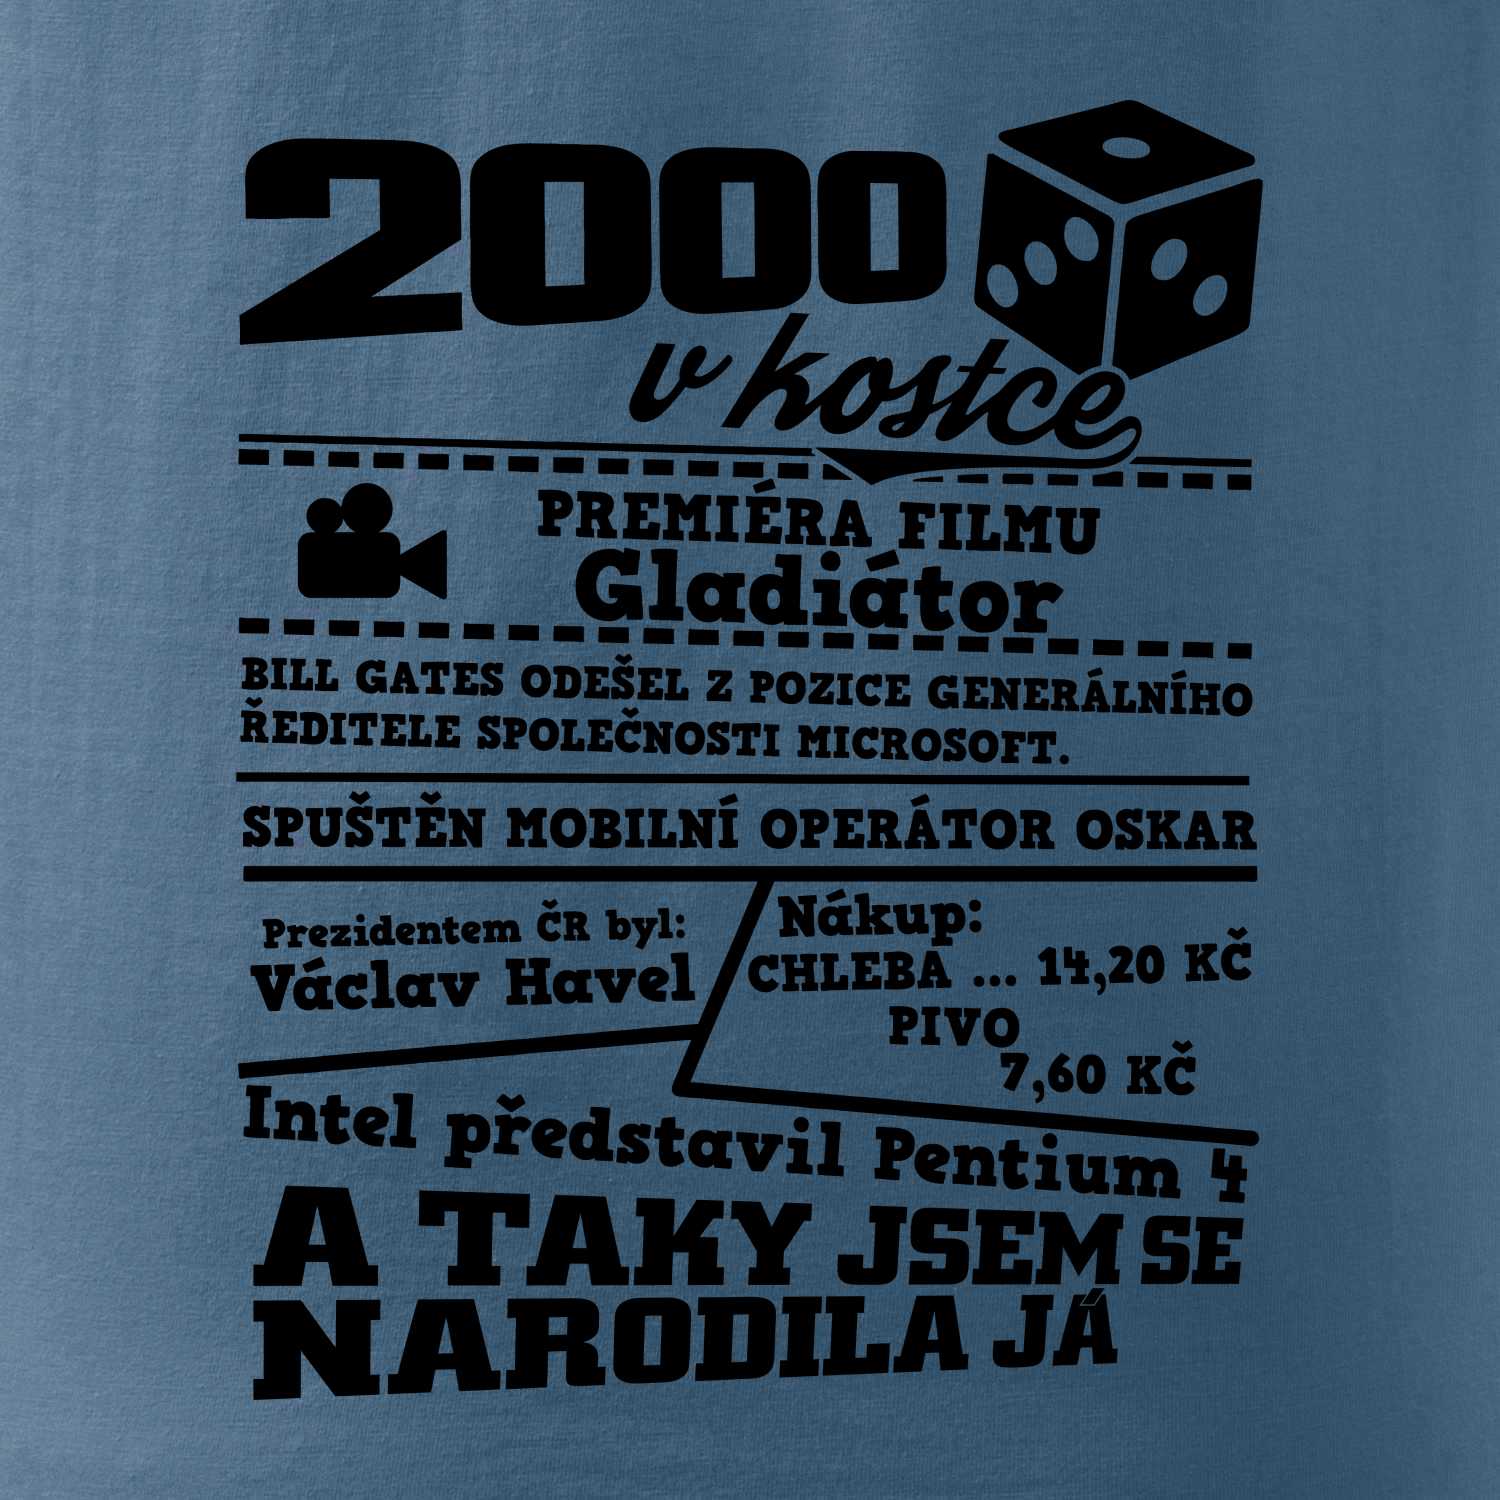 2000
v kostce
PREMIÉRA FILMU
Gladiátor
BILL GATES ODEŠEL Z POZICE GENERÁLNÍHO
ŘEDITELE SPOLEČNOSTI MICROSOFT.
SPUŠTĚN MOBILNÍ OPERÁTOR OSKAR
Prezidentem ČR byl:
Václav Havel
Nákup:
CHLEBA ... 14,20 KČ
PIVO
7,60 KČ
Intel představil Pentium 4
A TAKY JSEM SE
NARODILA JÁ